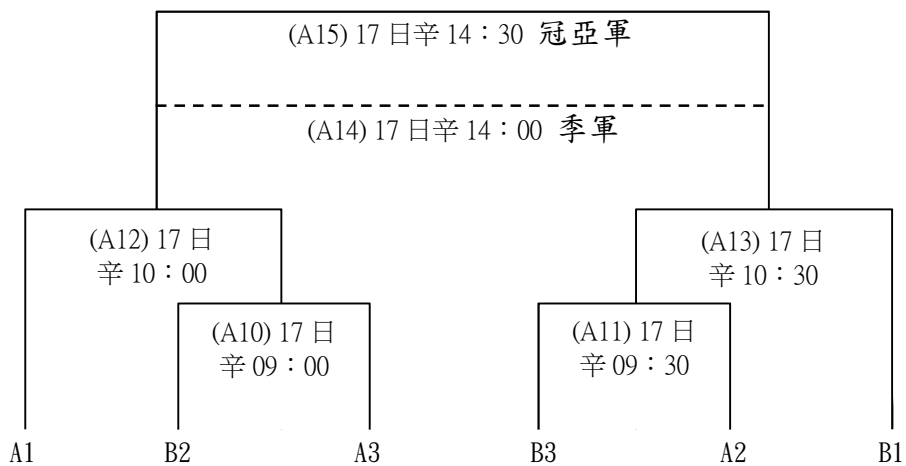 (A15) 17 日辛 14：30 冠亞軍
(A14) 17 日辛 14：00 季軍
(A12) 17 日
辛 10：00
(A13) 17 日
辛 10：30
(A10) 17 日
辛 09：00
(A11) 17 日
辛 09：30
A1 B2 A3 B3 A2 B1